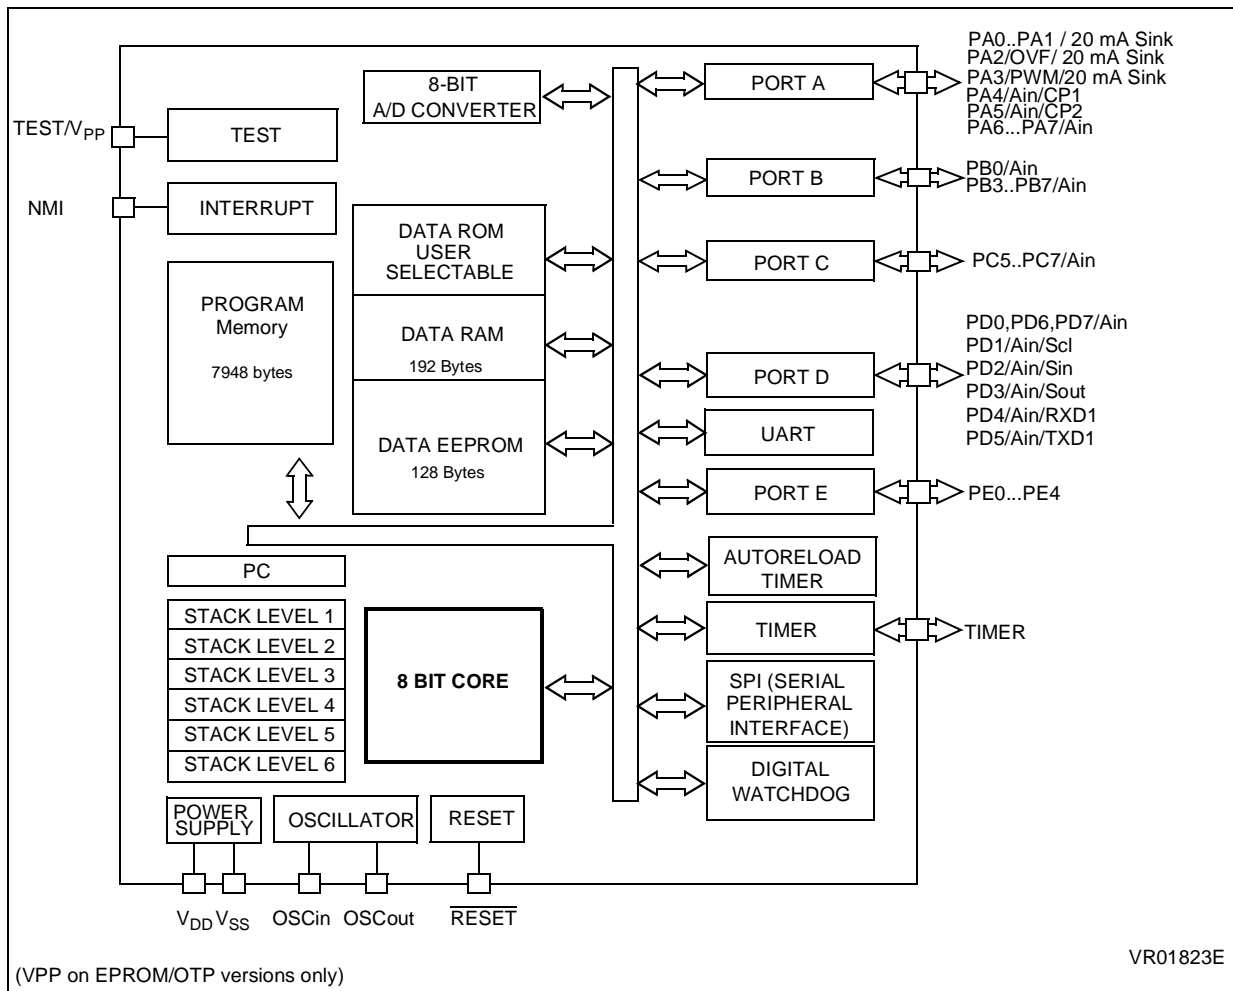 PA0..PA1 / 20 mA Sink
PA2/OVF/ 20 mA Sink
PA3/PWM/20 mA Sink
PA4/Ain/CP1
PA5/Ain/CP2
PA6...PA7/Ain
8-BIT
A/D CONVERTER
PORT A
TEST/VPP
TEST
PORT B
PB0/Ain
PB3..PB7/Ain
NMI
INTERRUPT
DATA ROM
USER
SELECTABLE
PORT C
PC5..PC7/Ain
PROGRAM
Memory
7948 bytes
DATA RAM
192 Bytes
PORT D
PD0,PD6,PD7/Ain
PD1/Ain/Scl
PD2/Ain/Sin
PD3/Ain/Sout
PD4/Ain/RXD1
PD5/Ain/TXD1
DATA EEPROM
128 Bytes
UART
PORT E
PE0...PE4
AUTORELOAD
TIMER
PC
STACK LEVEL 1
STACK LEVEL 2
STACK LEVEL 3
STACK LEVEL 4
STACK LEVEL 5
STACK LEVEL 6
8 BIT CORE
TIMER
TIMER
SPI (SERIAL
PERIPHERAL
INTERFACE)
DIGITAL
WATCHDOG
POWER
SUPPLY
OSCILLATOR
RESET
VDD VSS
OSCin
OSCout
RESET
VR01823E
(VPP on EPROM/OTP versions only)